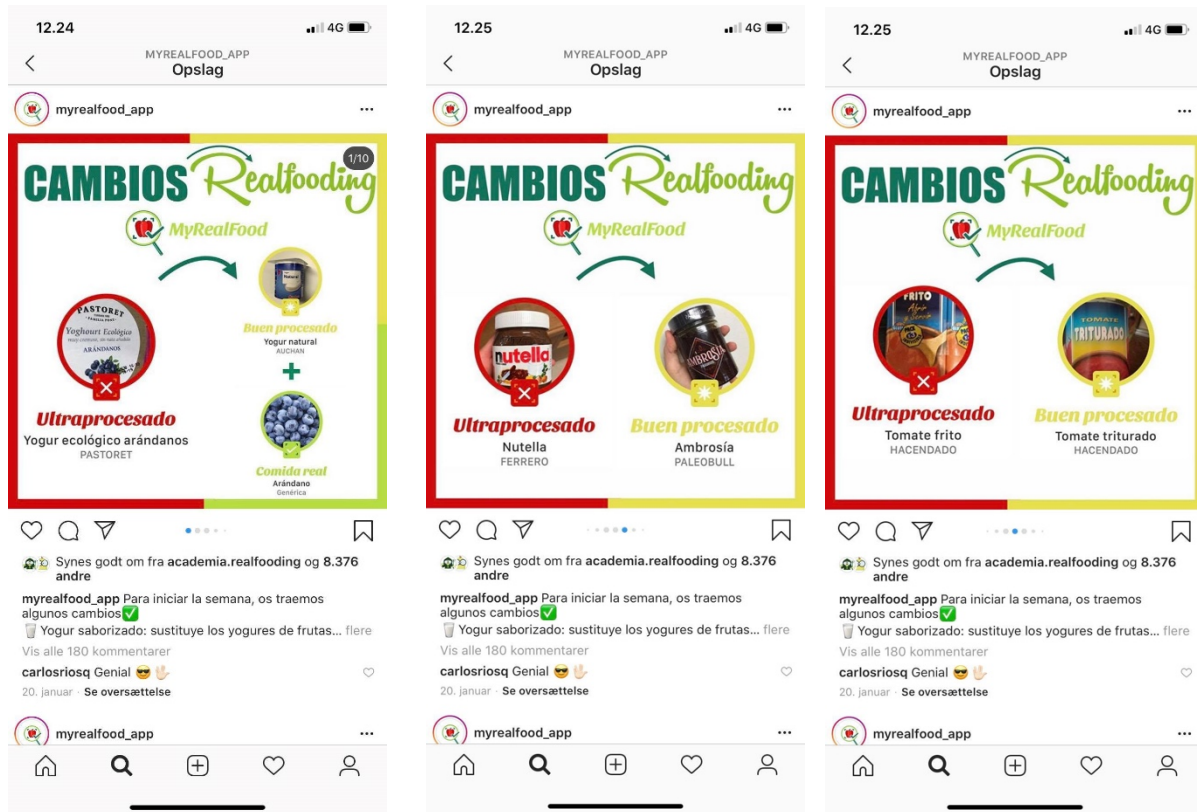 12.24
4G
MYREALFOOD_APP
Opslag
myrealfood_app
1/10
CAMBIOS Realfooding
MyRealFood
PASTORET
Yoghourt Ecológico
ARÁNDANOS
Ultraprocesado
Yogur ecológico arándanos
PASTORET
Natural
Buen procesado
Yogur natural
AUCHAN
+
Comida real
Arándano
Genérica
Synes godt om fra academia.realfooding og 8.376
andre
myrealfood_app Para iniciar la semana, os traemos
algunos cambios
Yogur saborizado: sustituye los yogures de frutas... flere
Vis alle 180 kommentarer
carlosriosq Genial
20. januar · Se oversættelse
myrealfood_app
12.25
4G
MYREALFOOD_APP
Opslag
myrealfood_app
CAMBIOS Realfooding
MyRealFood
nutella
Ultraprocesado
Nutella
FERRERO
AMBROSÍA
Buen procesado
Ambrosía
PALEOBULL
Synes godt om fra academia.realfooding og 8.376
andre
myrealfood_app Para iniciar la semana, os traemos
algunos cambios
Yogur saborizado: sustituye los yogures de frutas... flere
Vis alle 180 kommentarer
carlosriosq Genial
20. januar · Se oversættelse
myrealfood_app
12.25
4G
MYREALFOOD_APP
Opslag
myrealfood_app
CAMBIOS Realfooding
MyRealFood
FRITO
Ultraprocesado
Tomate frito
HACENDADO
TOMATE
TRITURADO
Buen procesado
Tomate triturado
HACENDADO
Synes godt om fra academia.realfooding og 8.376
andre
myrealfood_app Para iniciar la semana, os traemos
algunos cambios
Yogur saborizado: sustituye los yogures de frutas... flere
Vis alle 180 kommentarer
carlosriosq Genial
20. januar · Se oversættelse
myrealfood_app